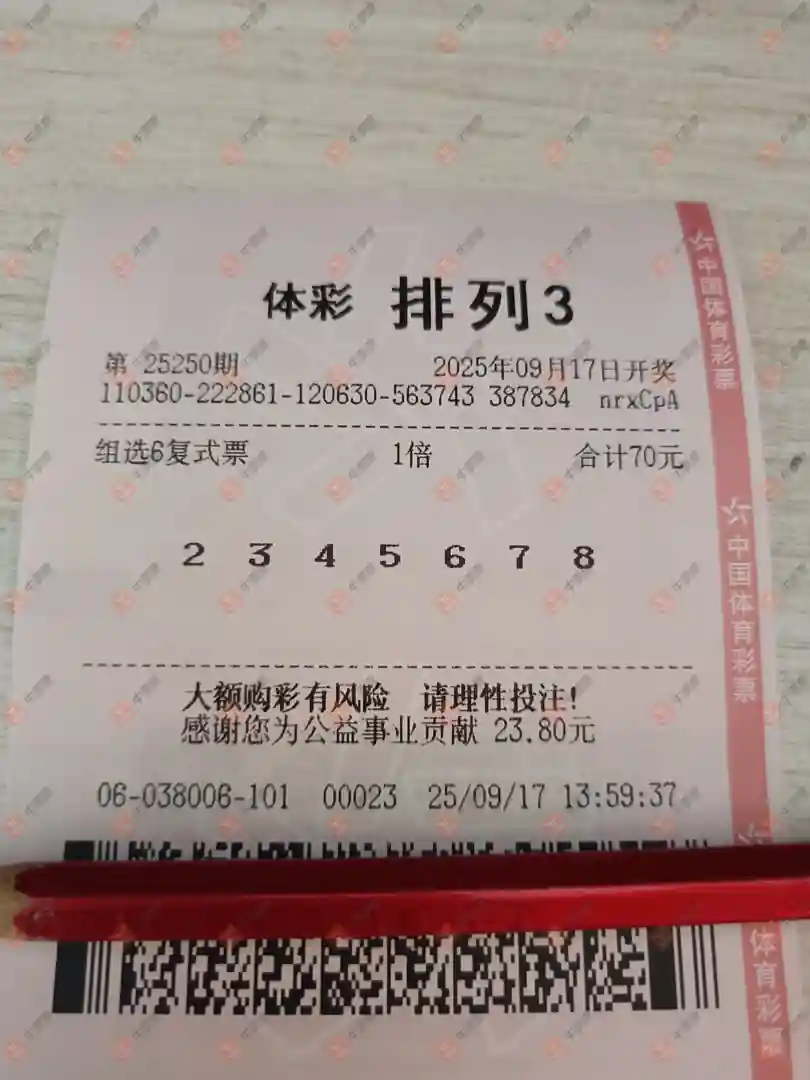 体彩 排列3
第 25250期 2025年09月17日开奖
110360-222861-120630-563743 387834 nrxCpA
组选6复式票 1倍 合计70元
2 3 4 5 6 7 8
大额购彩有风险 请理性投注!
感谢您为公益事业贡献 23.80元
06-038006-101 00023 25/09/17 13:59:37
中国体育彩票
中国体育彩票
体育彩票